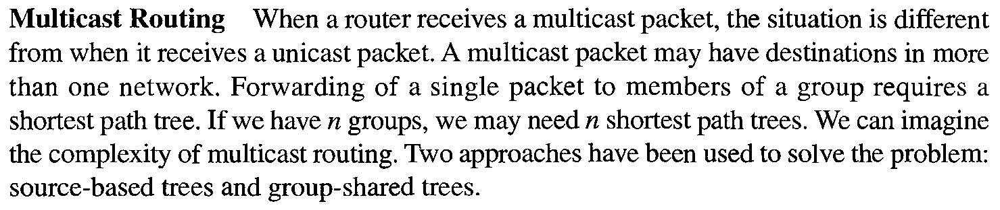 Multicast Routing When a router receives a multicast packet, the situation is different
from when it receives a unicast packet. A multicast packet may have destinations in more
than one network. Forwarding of a single packet to members of a group requires a
shortest path tree. If we have n groups, we may need n shortest path trees. We can imagine
the complexity of multicast routing. Two approaches have been used to solve the problem:
source-based trees and group-shared trees.